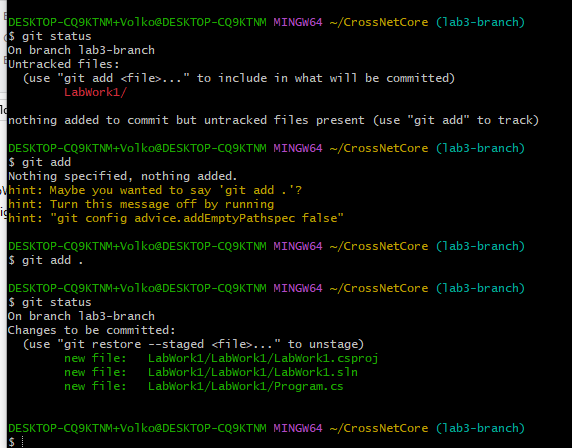 DESKTOP-CQ9KTNM+Volko@DESKTOP-CQ9KTNM MINGW64 ~/CrossNetCore (lab3-branch)
$ git status
On branch lab3-branch
Untracked files:
  (use "git add <file>..." to include in what will be committed)
        LabWork1/

nothing added to commit but untracked files present (use "git add" to track)

DESKTOP-CQ9KTNM+Volko@DESKTOP-CQ9KTNM MINGW64 ~/CrossNetCore (lab3-branch)
$ git add
Nothing specified, nothing added.
hint: Maybe you wanted to say 'git add .'?
hint: Turn this message off by running
hint: "git config advice.addEmptyPathspec false"

DESKTOP-CQ9KTNM+Volko@DESKTOP-CQ9KTNM MINGW64 ~/CrossNetCore (lab3-branch)
$ git add .

DESKTOP-CQ9KTNM+Volko@DESKTOP-CQ9KTNM MINGW64 ~/CrossNetCore (lab3-branch)
$ git status
On branch lab3-branch
Changes to be committed:
  (use "git restore --staged <file>..." to unstage)
        new file:   LabWork1/LabWork1/LabWork1.csproj
        new file:   LabWork1/LabWork1.sln
        new file:   LabWork1/Program.cs


DESKTOP-CQ9KTNM+Volko@DESKTOP-CQ9KTNM MINGW64 ~/CrossNetCore (lab3-branch)
$